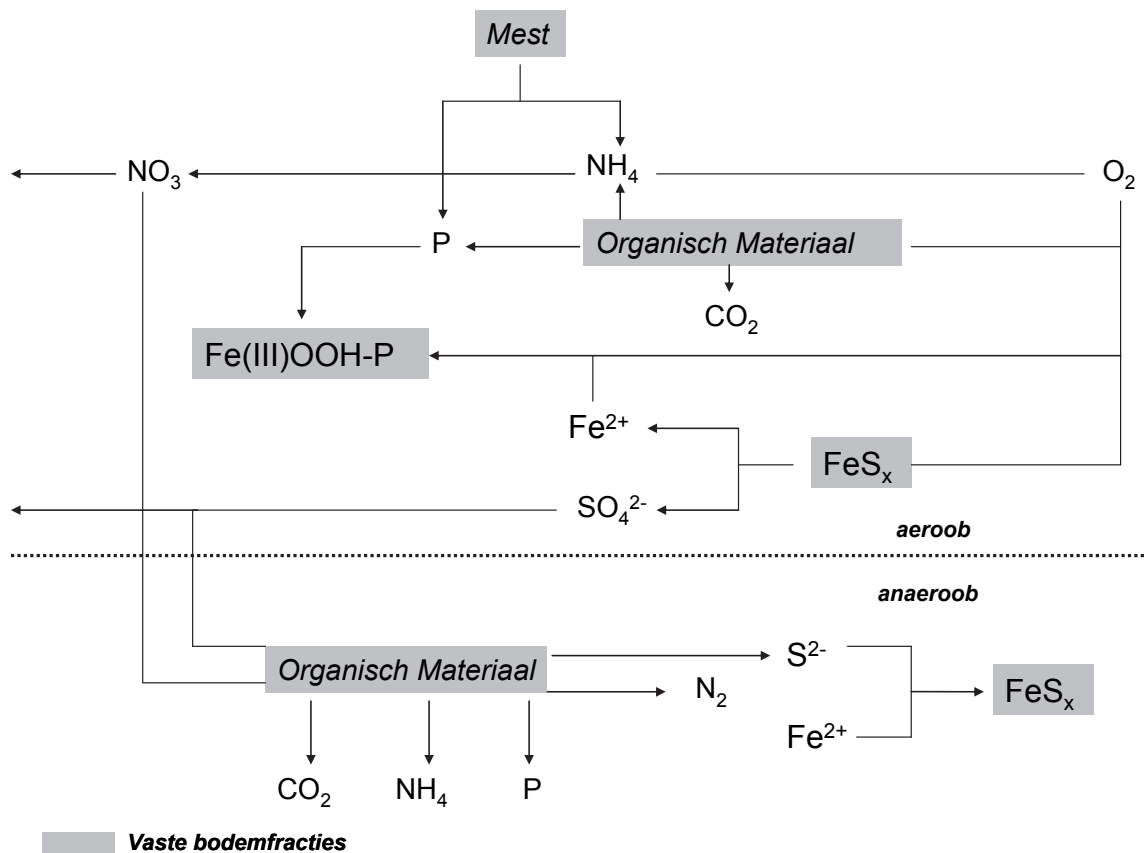 Mest
NO₃
NH₄
O₂
P
Organisch Materiaal
CO₂
Fe(III)OOH-P
Fe²⁺
FeSₓ
SO₄²⁻
aeroob
anaeroob
Organisch Materiaal
S²⁻
N₂
FeSₓ
Fe²⁺
CO₂
NH₄
P
Vaste bodemfracties